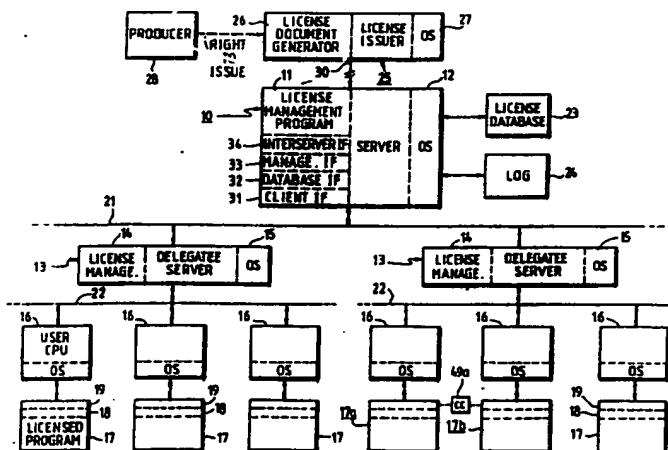 26 27
PRODUCER LICENSE DOCUMENT GENERATOR LICENSE ISSUER OS
RIGHT
ISSUE
28 30 25
11 12
10 LICENSE MANAGEMENT PROGRAM SERVER OS LICENSE DATABASE 23
34 INTERSERVER IF
33 MANAGE. IF
32 DATABASE IF LOG 24
31 CLIENT IF
21
14 15 14 15
13 LICENSE MANAGE. DELEGATEE SERVER OS 13 LICENSE MANAGE. DELEGATEE SERVER OS
22 22
16 16 16 16 16 16
USER CPU
OS OS OS
49a
19 19 19
18 18 17a CC 18
LICENSED PROGRAM 17 17 17 17b 17